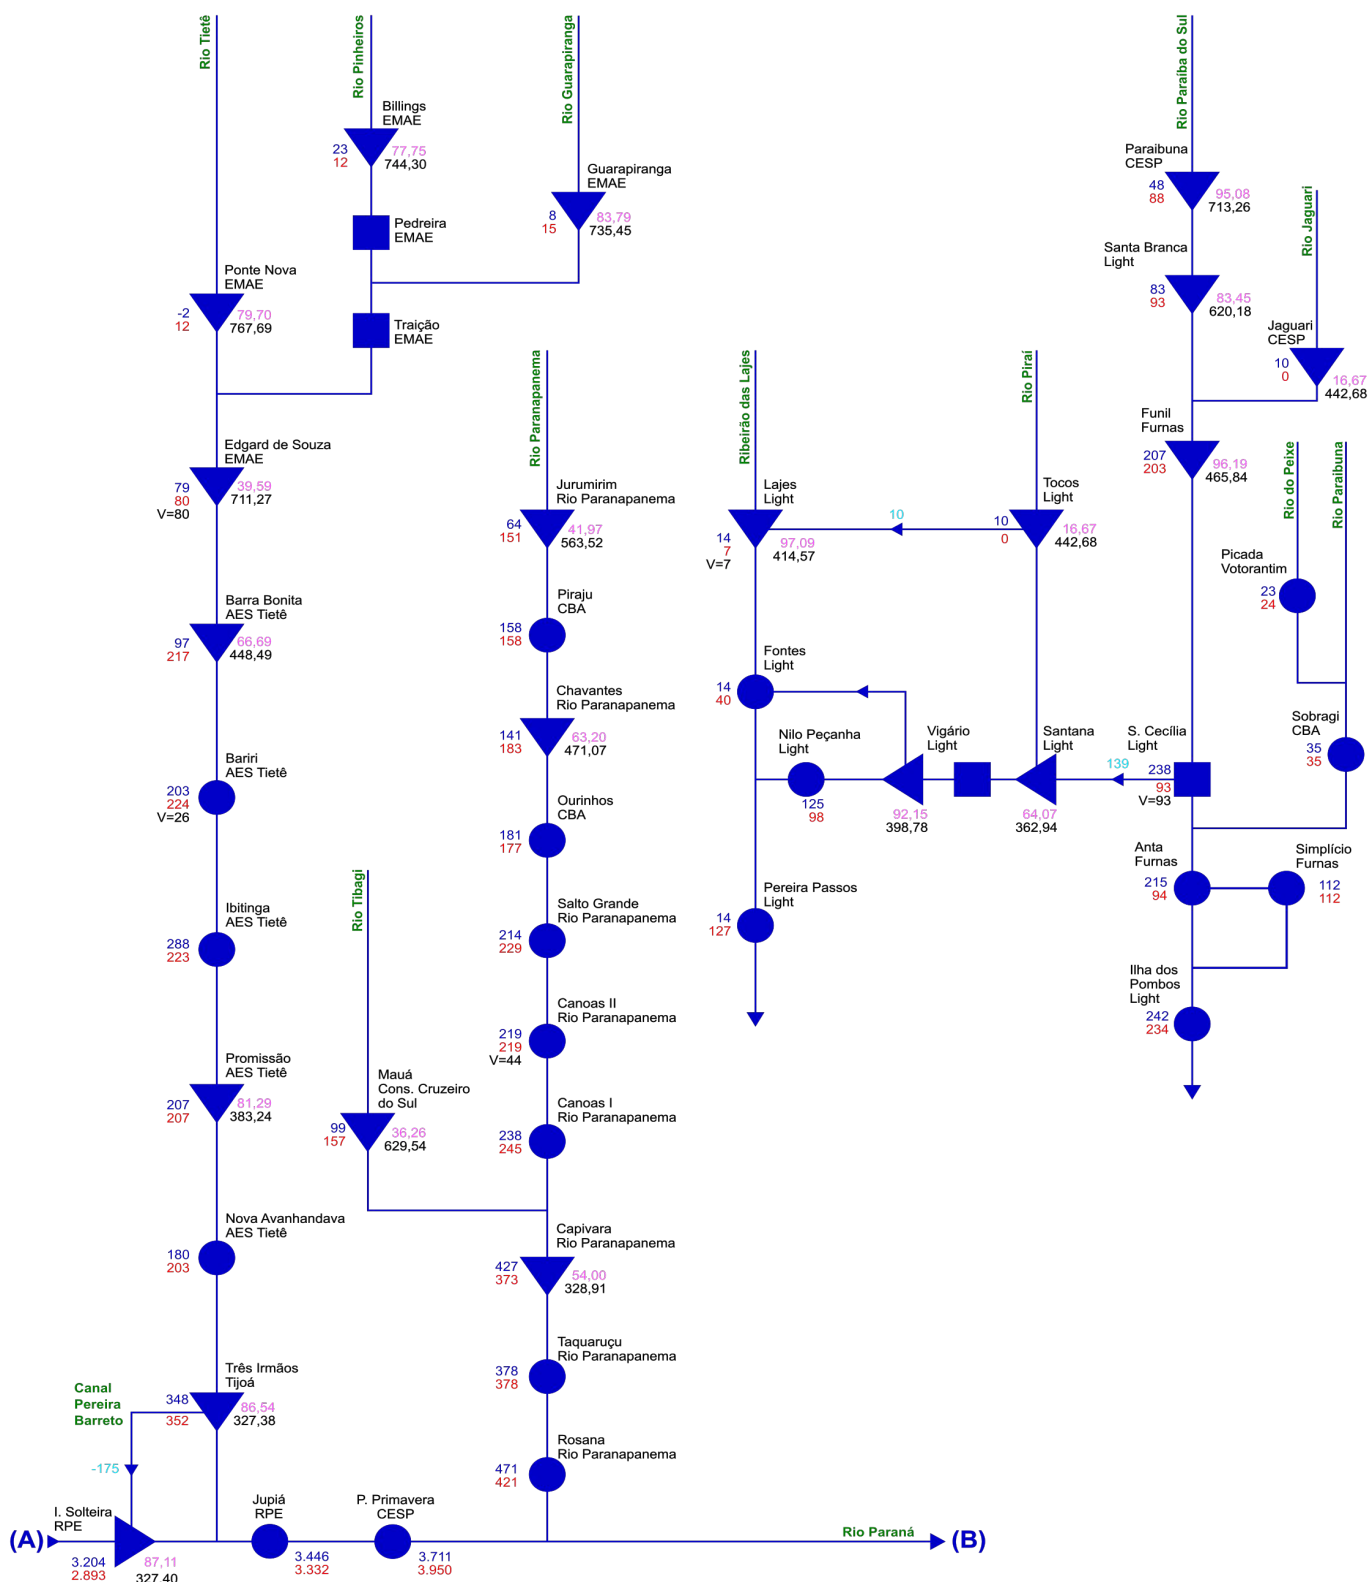 Rio Tietê
Rio Pinheiros
Rio Guarapiranga
Rio Paraíba do Sul
Billings
EMAE
23
12
77,75
744,30
Guarapiranga
EMAE
8
15
83,79
735,45
Pedreira
EMAE
Ponte Nova
EMAE
-2
12
79,70
767,69
Traição
EMAE
Edgard de Souza
EMAE
79
80
V=80
39,59
711,27
Barra Bonita
AES Tietê
97
217
66,69
448,49
Bariri
AES Tietê
203
224
V=26
Ibitinga
AES Tietê
288
223
Promissão
AES Tietê
207
207
81,29
383,24
Nova Avanhandava
AES Tietê
180
203
Três Irmãos
Tijoá
348
352
86,54
327,38
Canal
Pereira
Barreto
-175
Rio Paranapanema
Jurumirim
Rio Paranapanema
64
151
41,97
563,52
Piraju
CBA
158
158
Chavantes
Rio Paranapanema
141
183
63,20
471,07
Ourinhos
CBA
181
177
Salto Grande
Rio Paranapanema
214
229
Canoas II
Rio Paranapanema
219
219
V=44
Canoas I
Rio Paranapanema
238
245
Rio Tibagi
Mauá
Cons. Cruzeiro
do Sul
99
157
36,26
629,54
Capivara
Rio Paranapanema
427
373
54,00
328,91
Taquaruçu
Rio Paranapanema
378
378
Rosana
Rio Paranapanema
471
421
Ribeirão das Lajes
Rio Piraí
Lajes
Light
14
7
V=7
97,09
414,57
10
Tocos
Light
10
0
16,67
442,68
Fontes
Light
14
40
Nilo Peçanha
Light
125
98
Vigário
Light
92,15
398,78
Santana
Light
64,07
362,94
139
S. Cecília
Light
238
93
V=93
Pereira Passos
Light
14
127
Paraibuna
CESP
48
88
95,08
713,26
Rio Jaguari
Santa Branca
Light
83
93
83,45
620,18
Jaguari
CESP
10
0
16,67
442,68
Funil
Furnas
207
203
96,19
465,84
Rio do Peixe
Rio Paraibuna
Picada
Votorantim
23
24
Sobragi
CBA
35
35
Anta
Furnas
215
94
Simplício
Furnas
112
112
Ilha dos
Pombos
Light
242
234
(A)
I. Solteira
RPE
3.204
2.893
87,11
327,40
Jupiá
RPE
3.446
3.332
P. Primavera
CESP
3.711
3.950
Rio Paraná
(B)